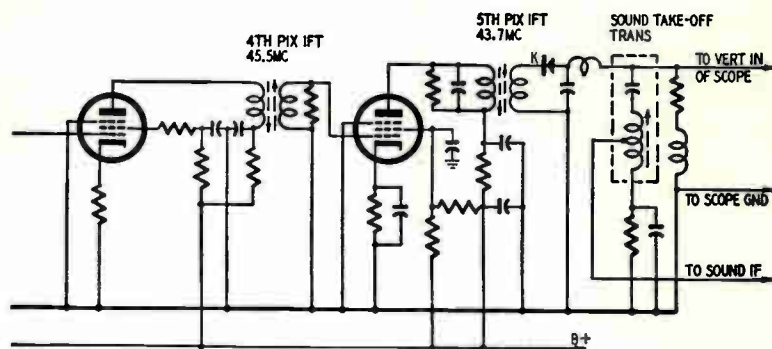 4TH PIX IFT
45.5MC
5TH PIX IFT
43.7MC
SOUND TAKE-OFF
TRANS
K
TO VERT IN
OF SCOPE
TO SCOPE GND
TO SOUND IF
B+